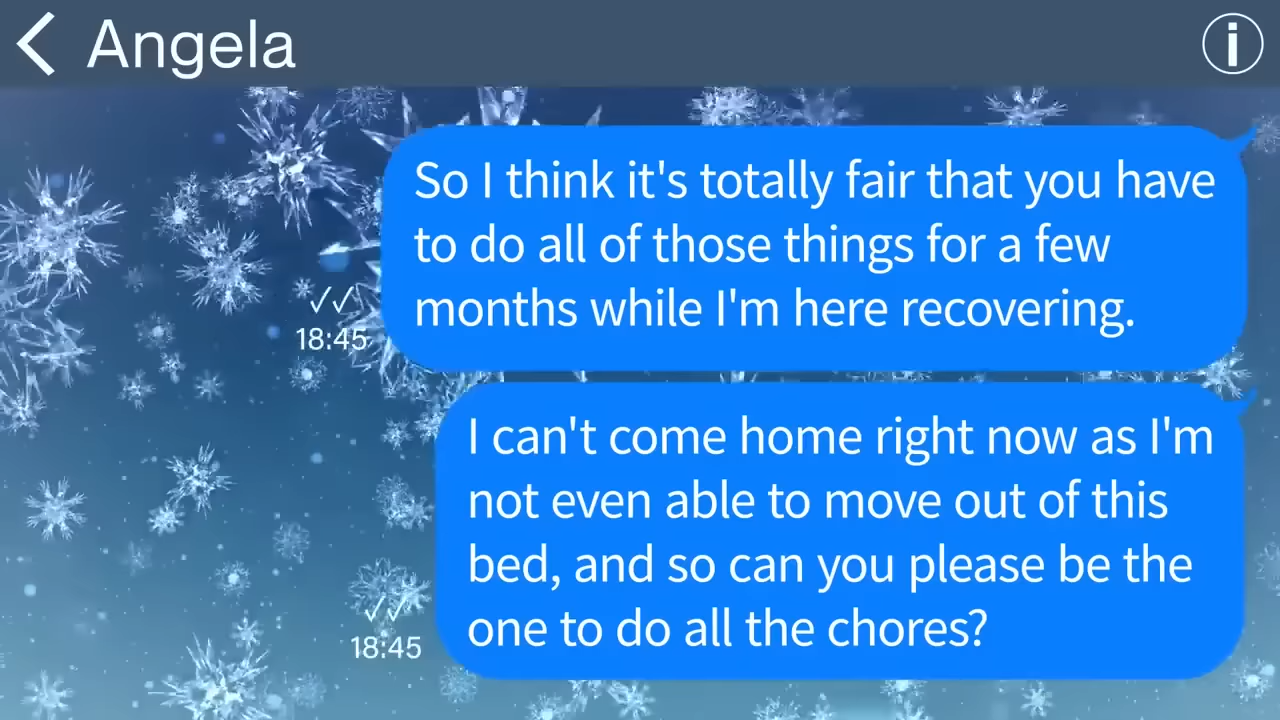 Angela
So I think it's totally fair that you have
to do all of those things for a few
months while I'm here recovering.
✓✓
18:45
I can't come home right now as I'm
not even able to move out of this
bed, and so can you please be the
one to do all the chores?
✓✓
18:45